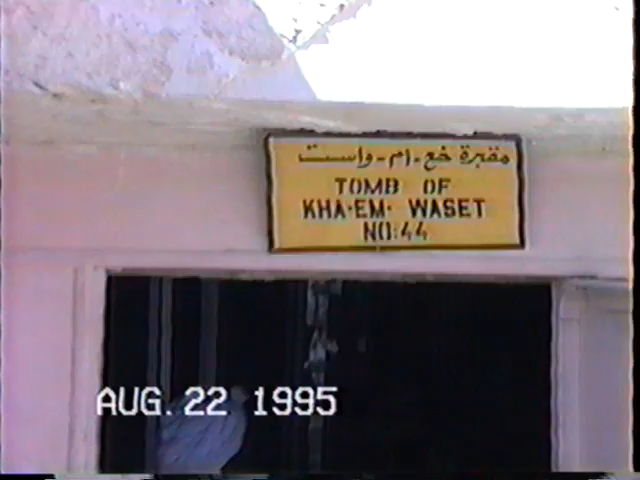 مقبرة خع-ام-واست
TOMB OF
KHA·EM· WASET
NO:44
AUG. 22 1995